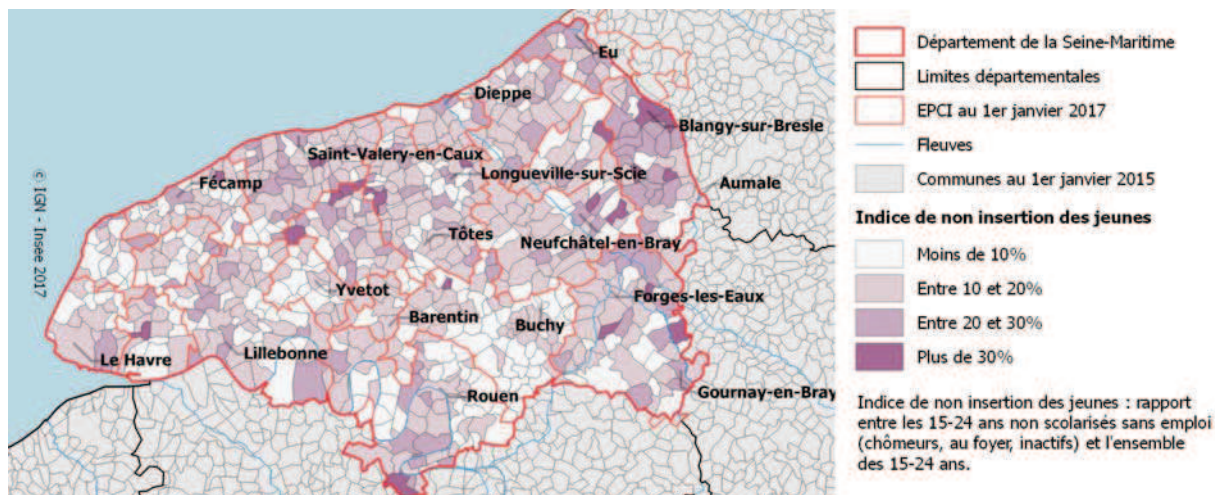 Eu
Dieppe
Blangy-sur-Bresle
Saint-Valery-en-Caux
Longueville-sur-Scie
Fécamp
Aumale
Tôtes
Neufchâtel-en-Bray
Yvetot
Forges-les-Eaux
Barentin
Buchy
Le Havre
Lillebonne
Rouen
Gournay-en-Bray
© IGN - Insee 2017
Département de la Seine-Maritime
Limites départementales
EPCI au 1er janvier 2017
Fleuves
Communes au 1er janvier 2015
Indice de non insertion des jeunes
Moins de 10%
Entre 10 et 20%
Entre 20 et 30%
Plus de 30%
Indice de non insertion des jeunes : rapport
entre les 15-24 ans non scolarisés sans emploi
(chômeurs, au foyer, inactifs) et l'ensemble
des 15-24 ans.